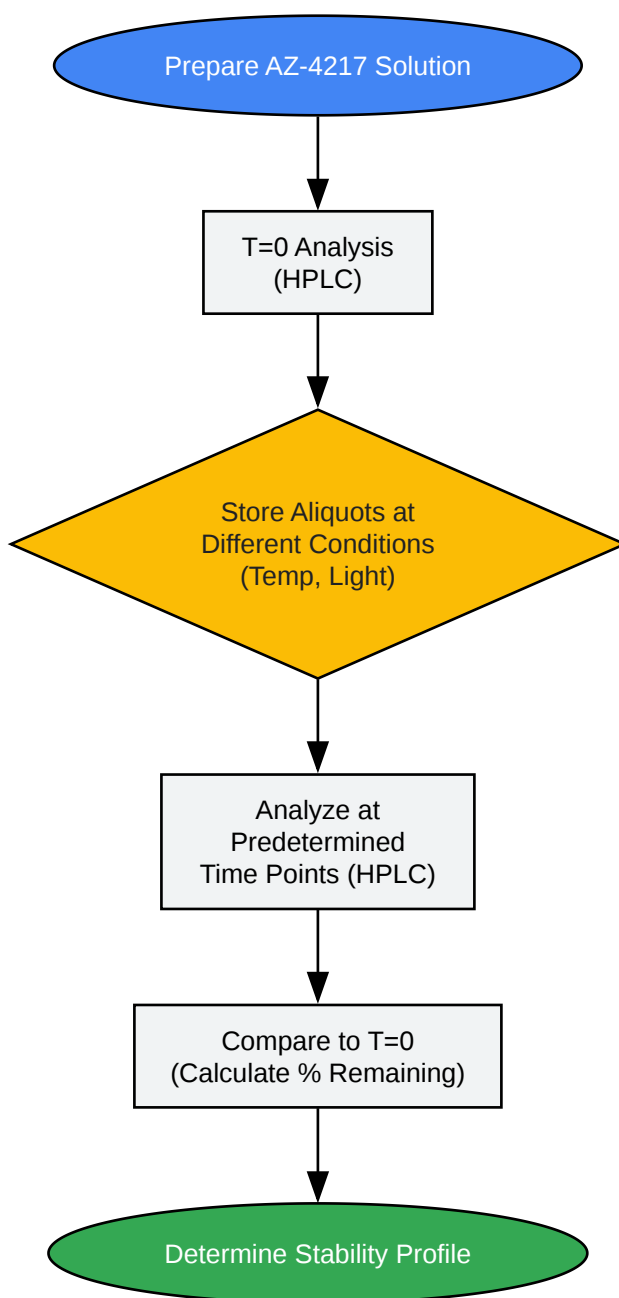 Prepare AZ-4217 Solution
T=0 Analysis
(HPLC)
Store Aliquots at
Different Conditions
(Temp, Light)
Analyze at
Predetermined
Time Points (HPLC)
Compare to T=0
(Calculate % Remaining)
Determine Stability Profile